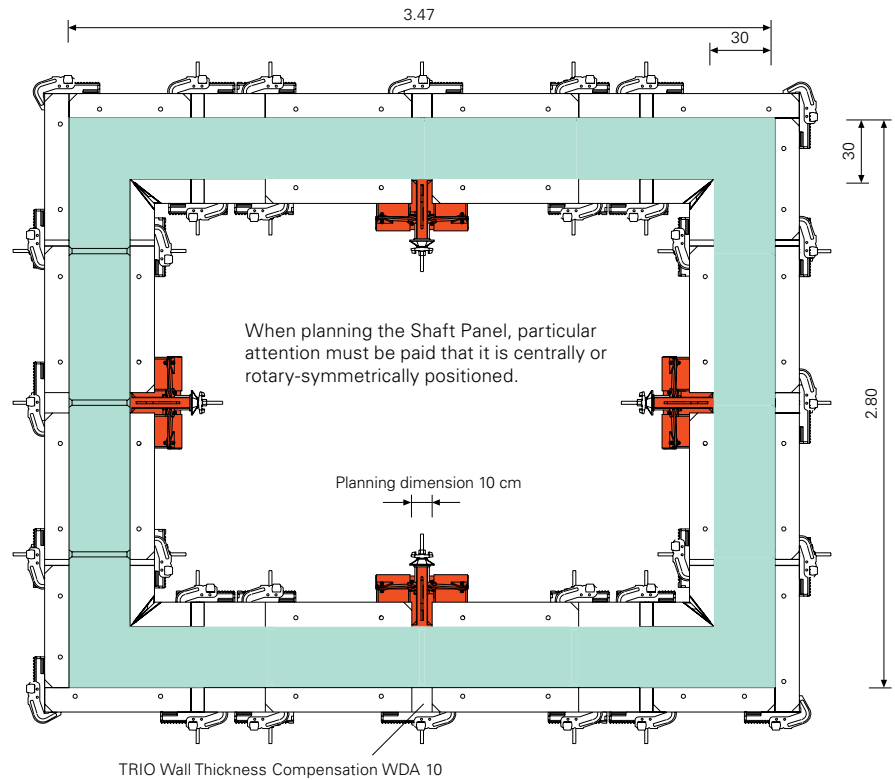 3.47
30
30
2.80
When planning the Shaft Panel, particular
attention must be paid that it is centrally or
rotary-symmetrically positioned.
Planning dimension 10 cm
TRIO Wall Thickness Compensation WDA 10